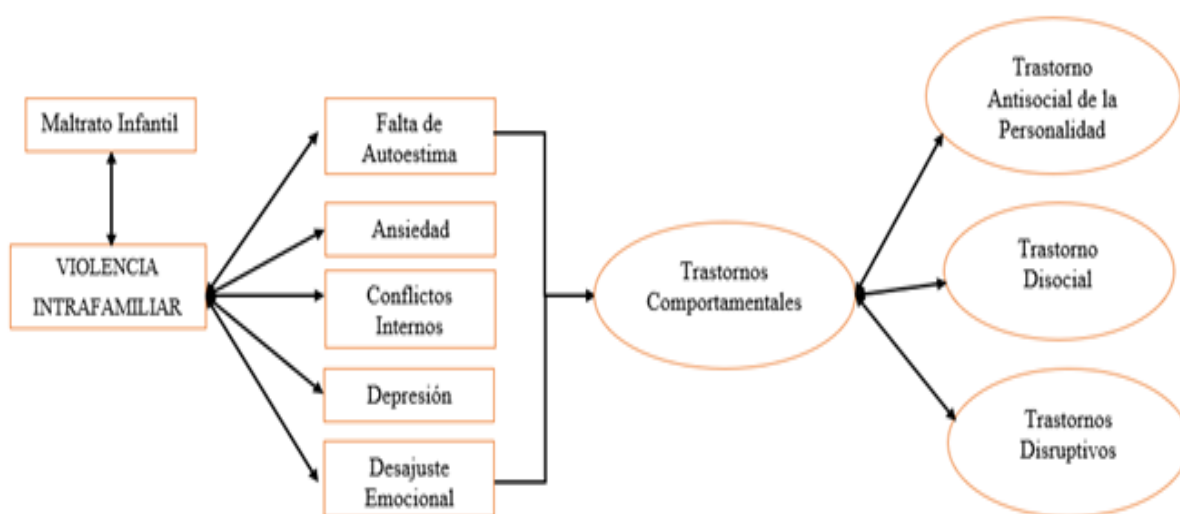 Maltrato Infantil
VIOLENCIA
INTRAFAMILIAR
Falta de
Autoestima
Ansiedad
Conflictos
Internos
Depresión
Desajuste
Emocional
Trastornos
Comportamentales
Trastorno
Antisocial de la
Personalidad
Trastorno
Disocial
Trastornos
Disruptivos